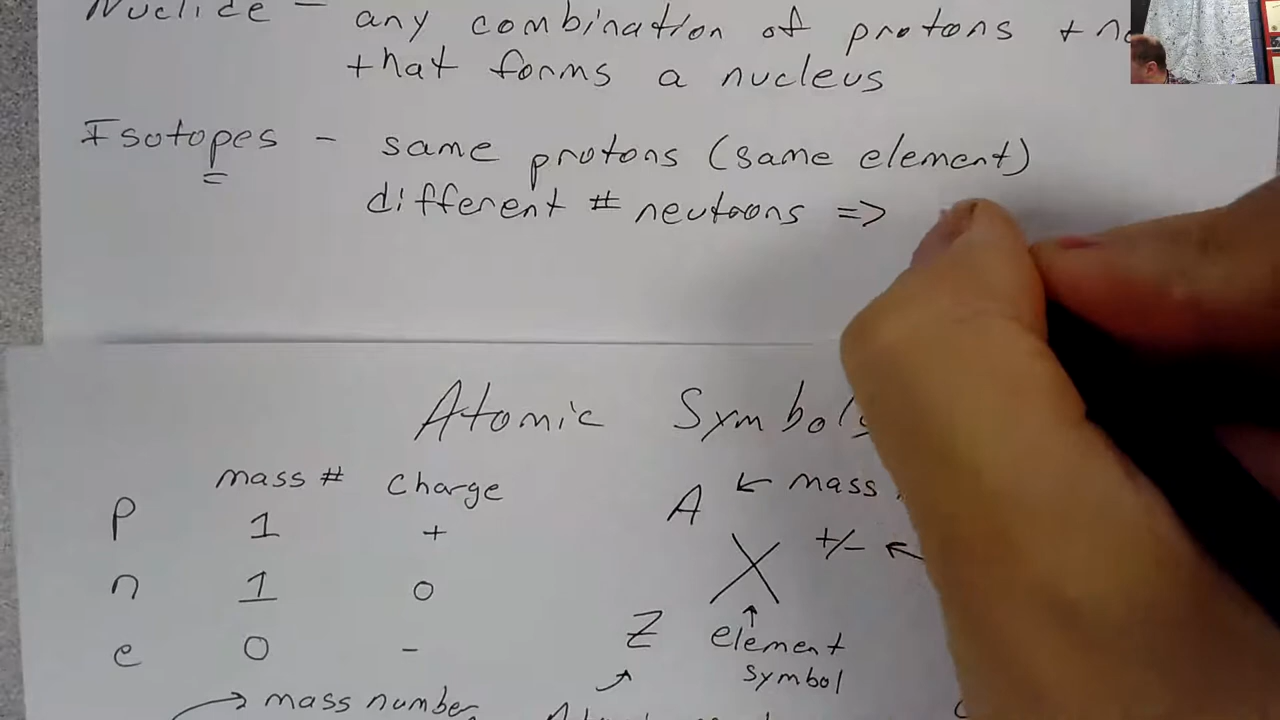 Nuclide - any combination of protons +
that forms a nucleus
Isotopes - same protons (same element)
different # neutrons =>
Atomic Symbols
mass # charge
p 1 +
n 1 0
e 0 -
A ← mass
X +/- ←
Z ↑
element
symbol
→ mass number